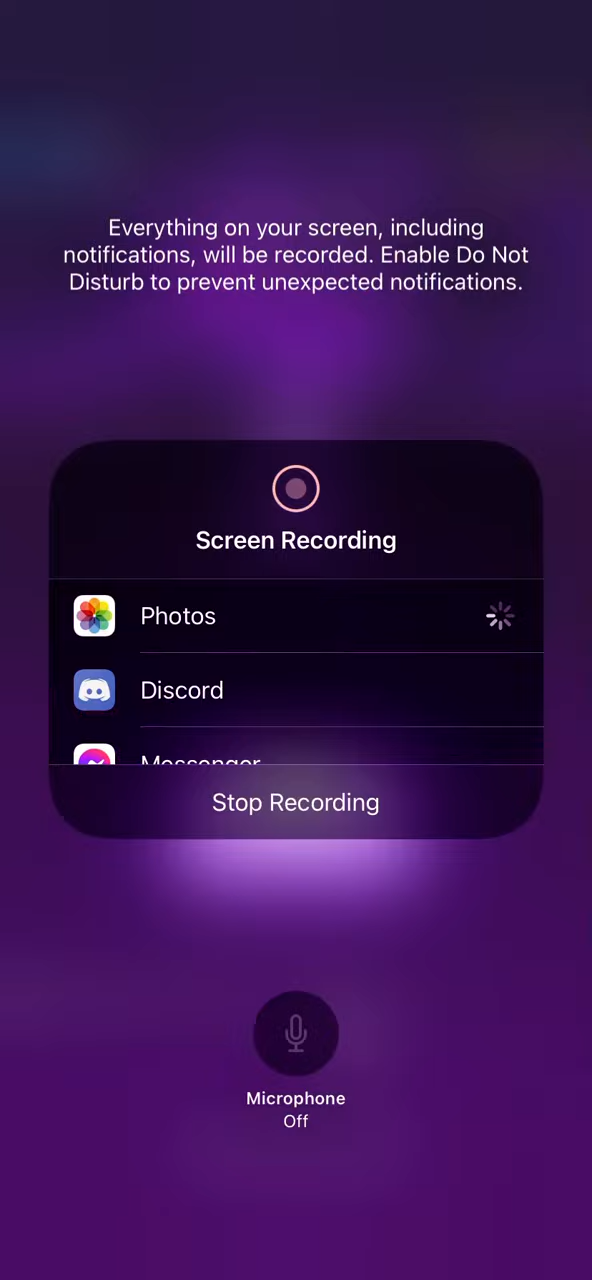 Everything on your screen, including
notifications, will be recorded. Enable Do Not
Disturb to prevent unexpected notifications.
Screen Recording
Photos
Discord
Messenger
Stop Recording
Microphone
Off